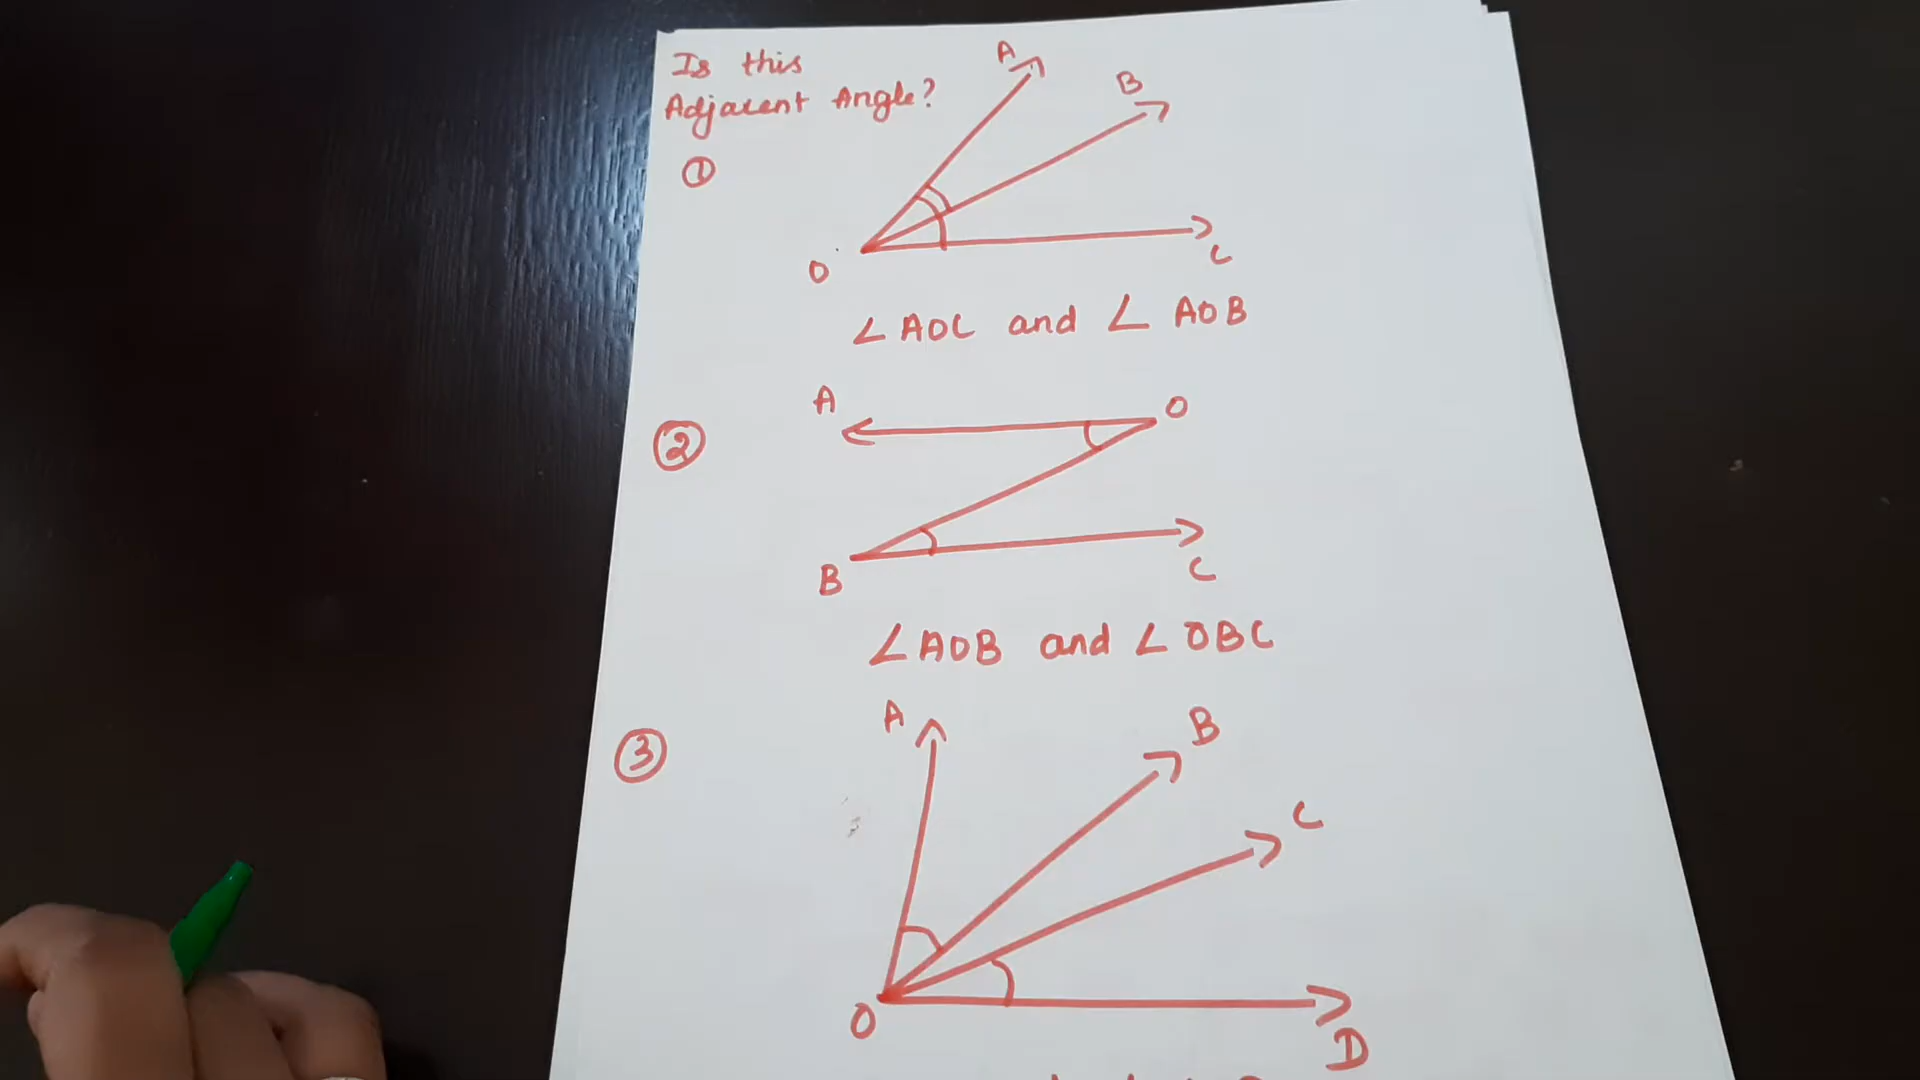 Is this
Adjacent Angle?
①
A
B
O
C
∠AOC and ∠AOB
②
A
O
B
C
∠AOB and ∠OBC
③
A
B
C
O
D